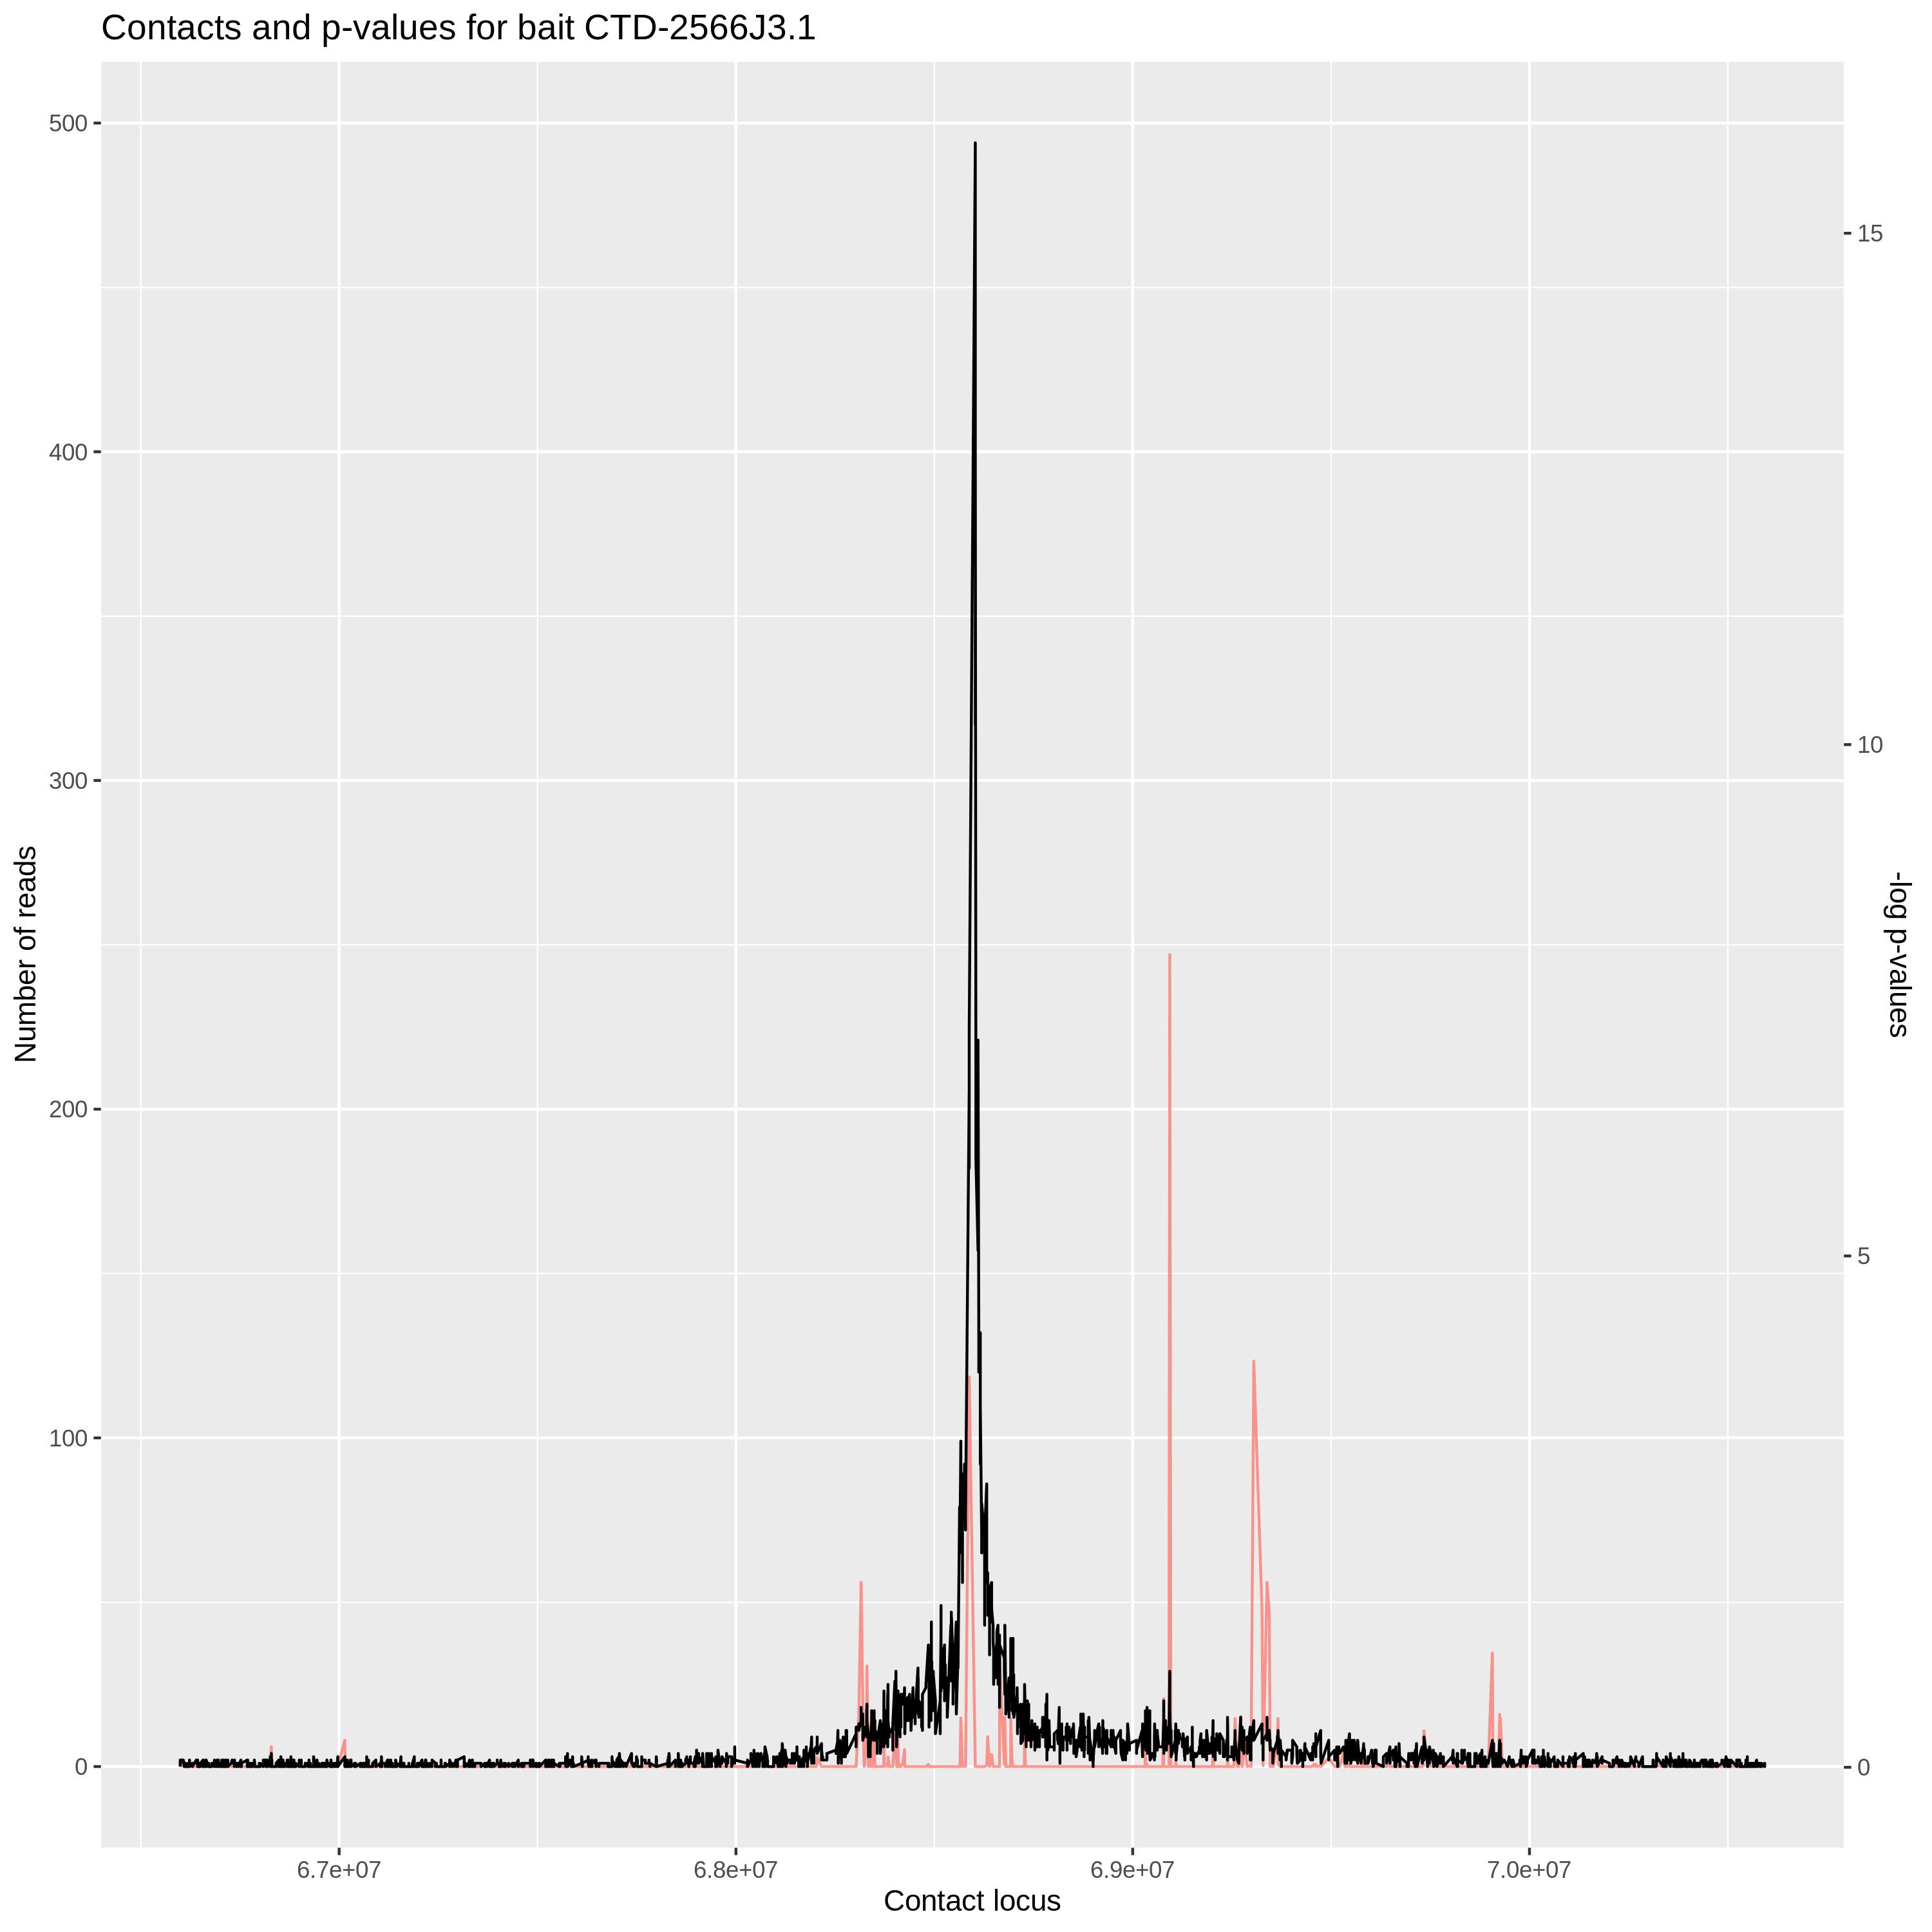 Contacts and p-values for bait CTD-2566J3.1
500
400
300
200
100
0
Number of reads
15
10
5
0
-log p-values
6.7e+07
6.8e+07
6.9e+07
7.0e+07
Contact locus